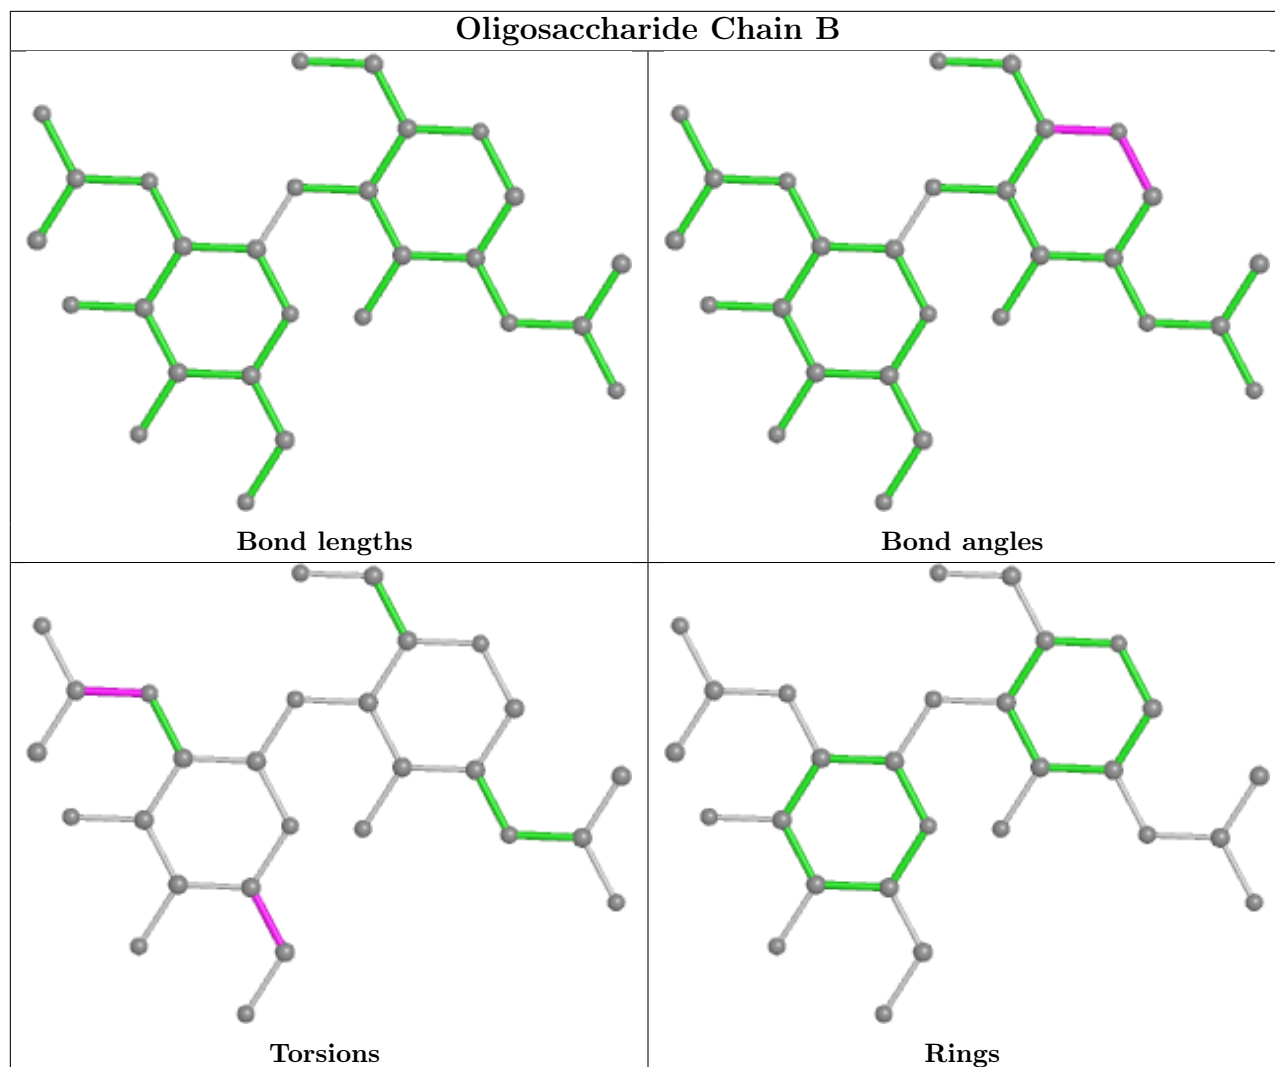 Oligosaccharide Chain B
Bond lengths
Bond angles
Torsions
Rings